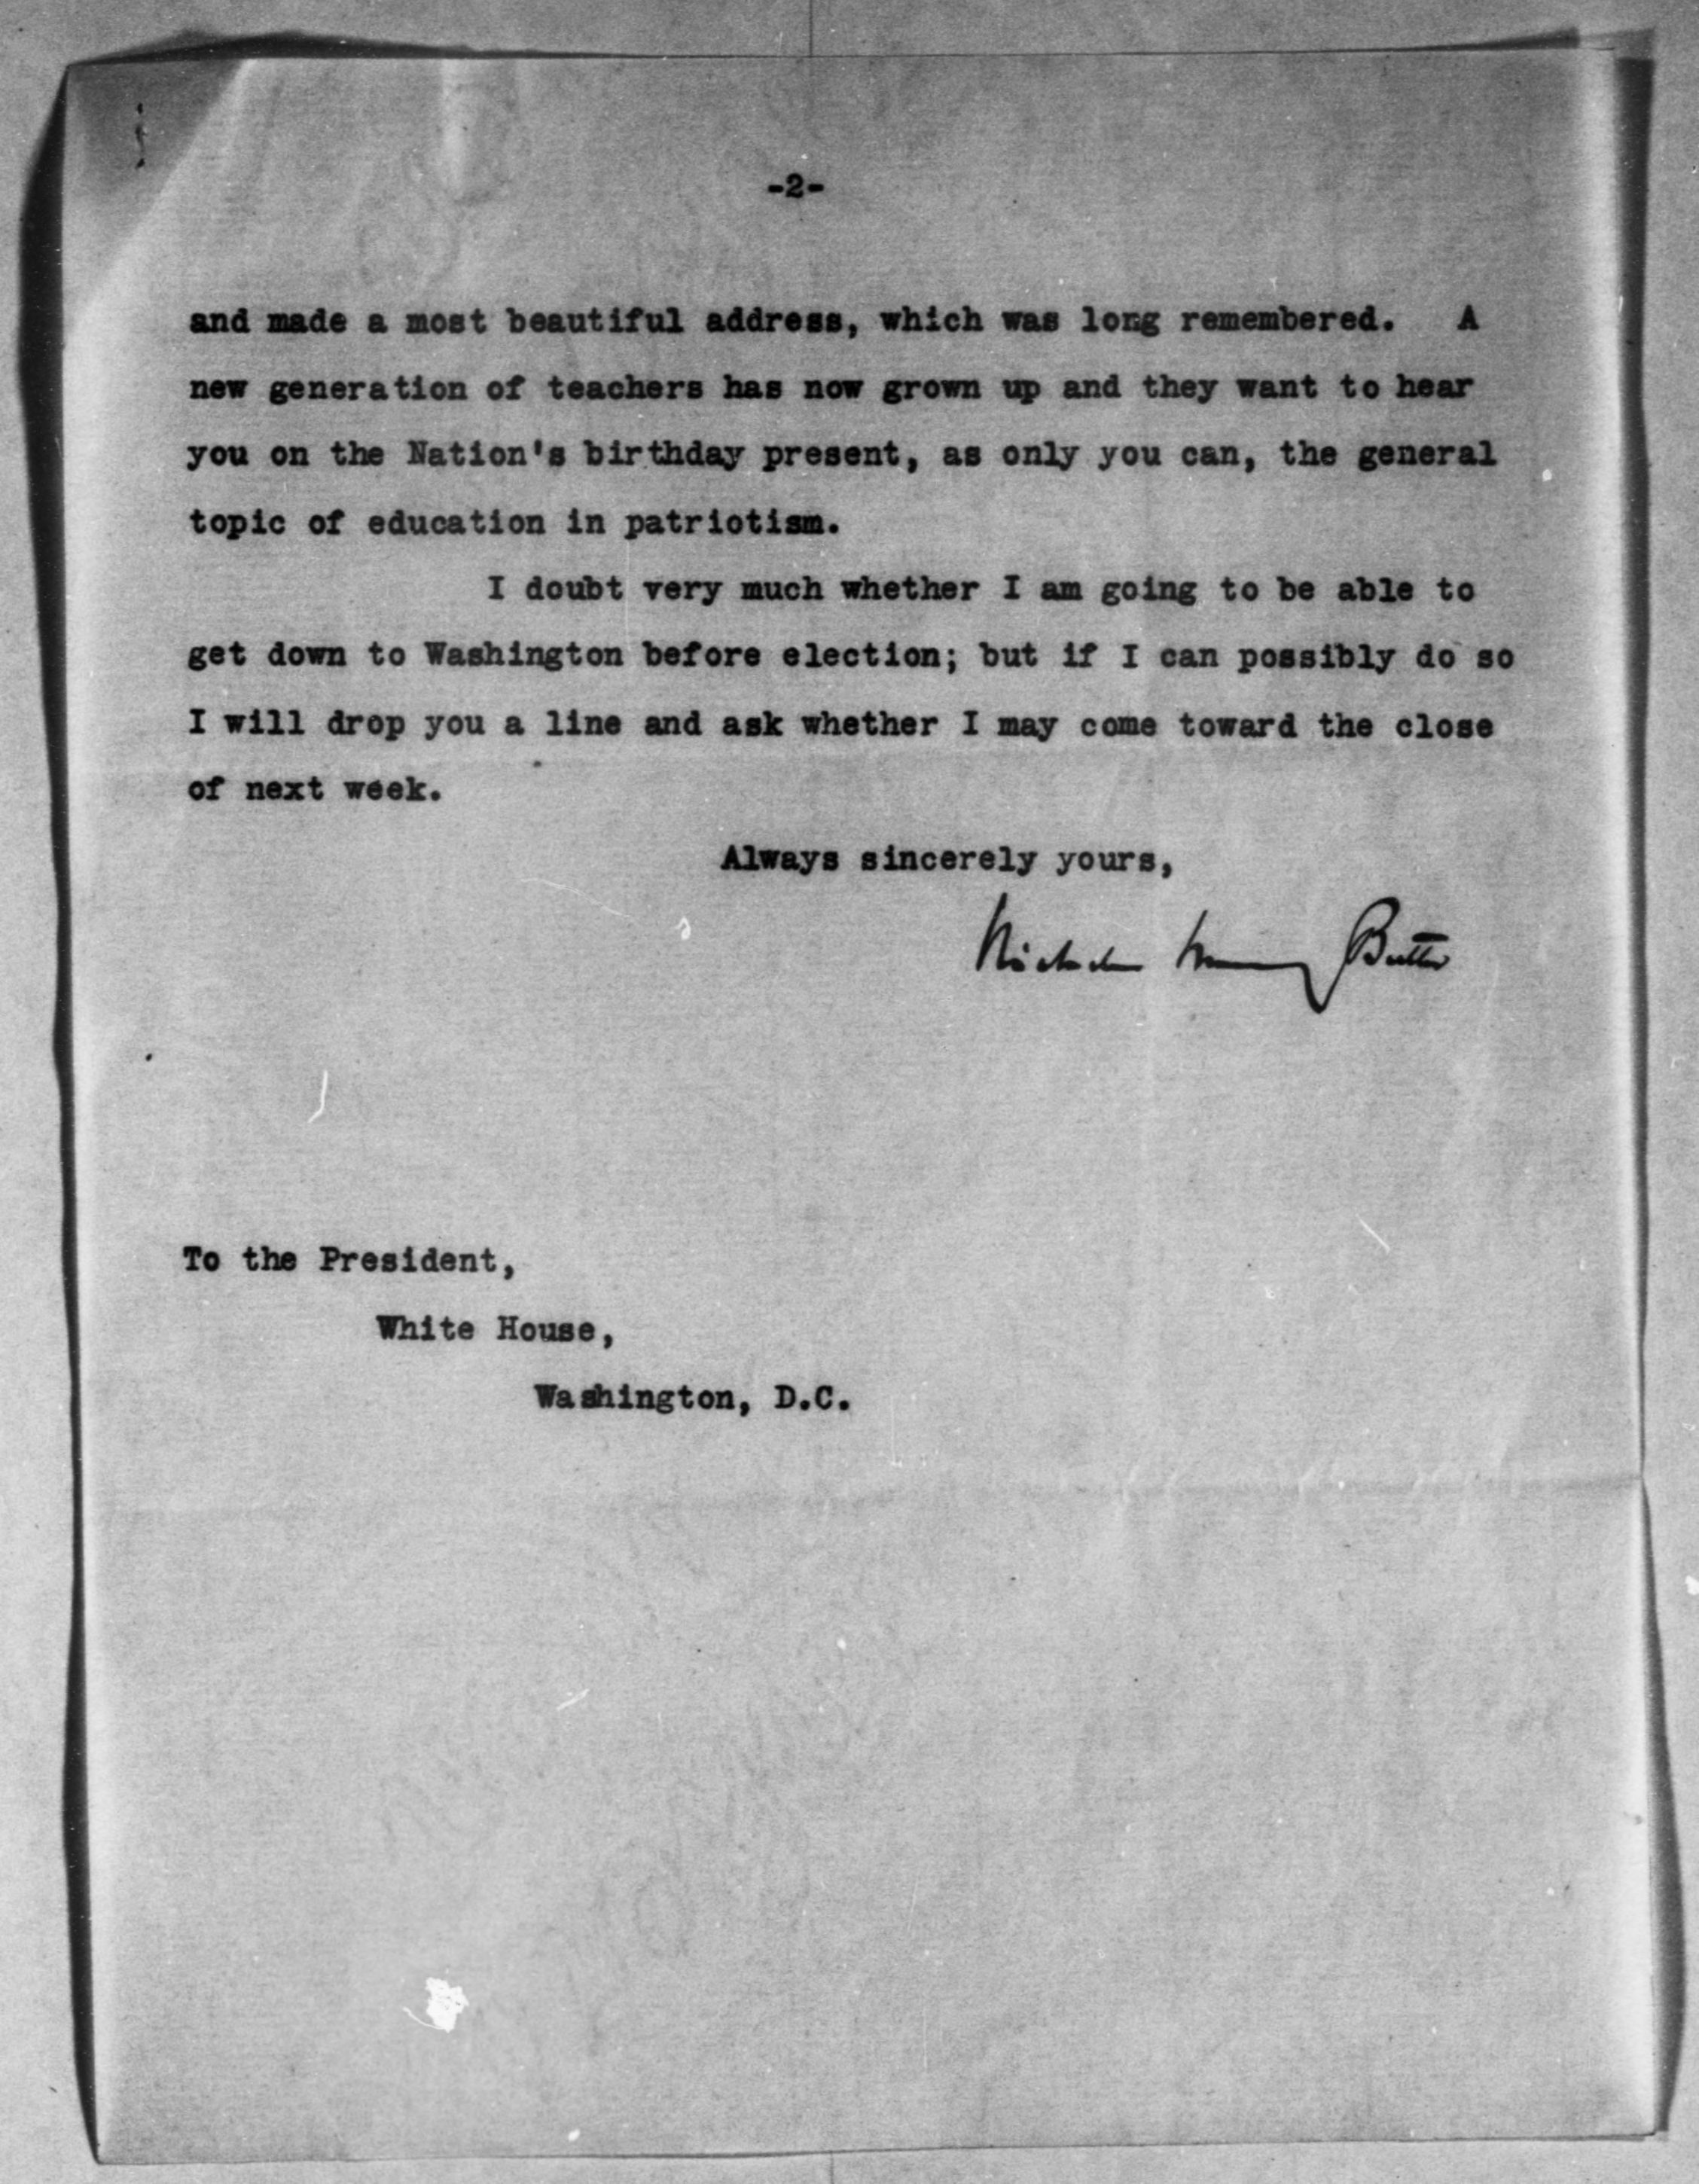 -2-
and made a most beautiful address, which was long remembered. A
new generation of teachers has now grown up and they want to hear
you on the Nation's birthday present, as only you can, the general
topic of education in patriotism.
I doubt very much whether I am going to be able to
get down to Washington before election; but if I can possibly do so
I will drop you a line and ask whether I may come toward the close
of next week.
Always sincerely yours,
Nicholas Murray Butler
To the President,
White House,
Washington, D.C.